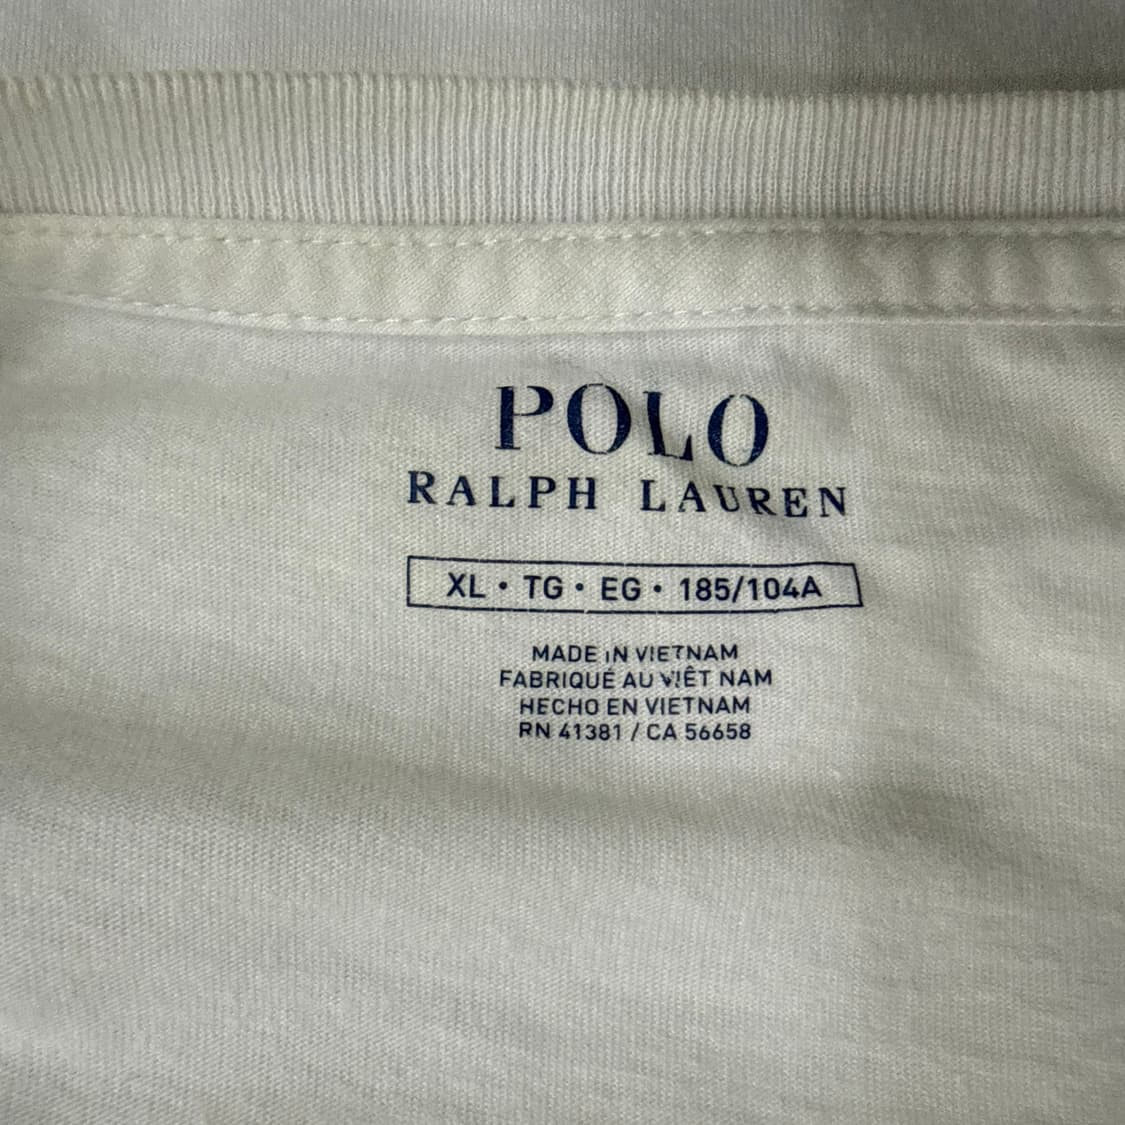 POLO
RALPH LAUREN
XL • TG • EG • 185/104A
MADE IN VIETNAM
FABRIQUÉ AU VIÊT NAM
HECHO EN VIETNAM
RN 41381 / CA 56658